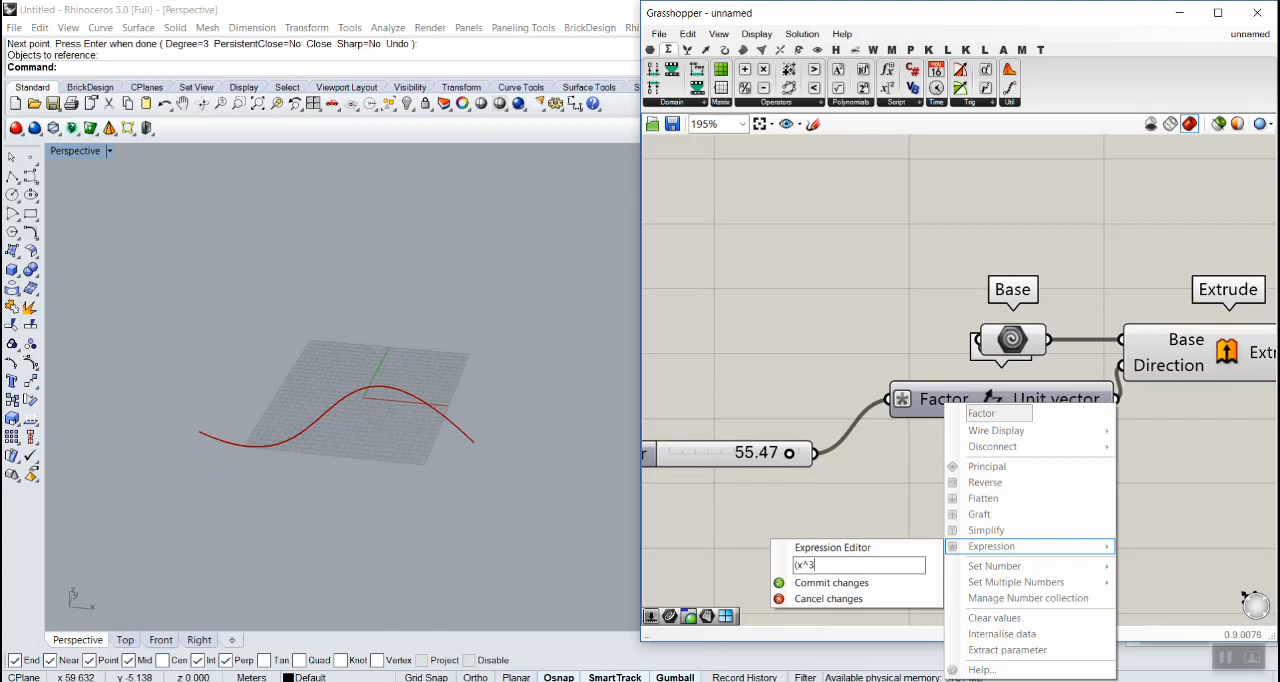 Untitled - Rhinoceros 5.0 [Full] - [Perspective]
File Edit View Curve Surface Solid Mesh Dimension Transform Tools Analyze Render Panels Paneling Tools BrickDesign
Next point. Press Enter when done ( Degree=3 PersistentClose=No Close Sharp=No Undo ):
Objects to reference:
Command:
Standard BrickDesign CPlanes Set View Display Select Viewport Layout Visibility Transform Curve Tools Surface Tools
Perspective
Perspective Top Front Right
End Near Point Mid Cen Int Perp Tan Quad Knot Vertex Project Disable
CPlane x 59.632 y -5.138 z 0.000 Meters Default Grid Snap Ortho Planar Osnap SmartTrack Gumball Record History Filter Available physical memory:
z
x
Grasshopper - unnamed
File Edit View Display Solution Help unnamed
H W M P K L K L A M T
Domain Matrix Operators Polynomials Script Time Trig Util
195%
Base
Extrude
Base
Direction
Factor Unit vector
55.47
Factor
Wire Display
Disconnect
Principal
Reverse
Flatten
Graft
Simplify
Expression
Set Number
Set Multiple Numbers
Manage Number collection
Clear values
Internalise data
Extract parameter
Help...
Expression Editor
(x^3
Commit changes
Cancel changes
...
0.9.0076